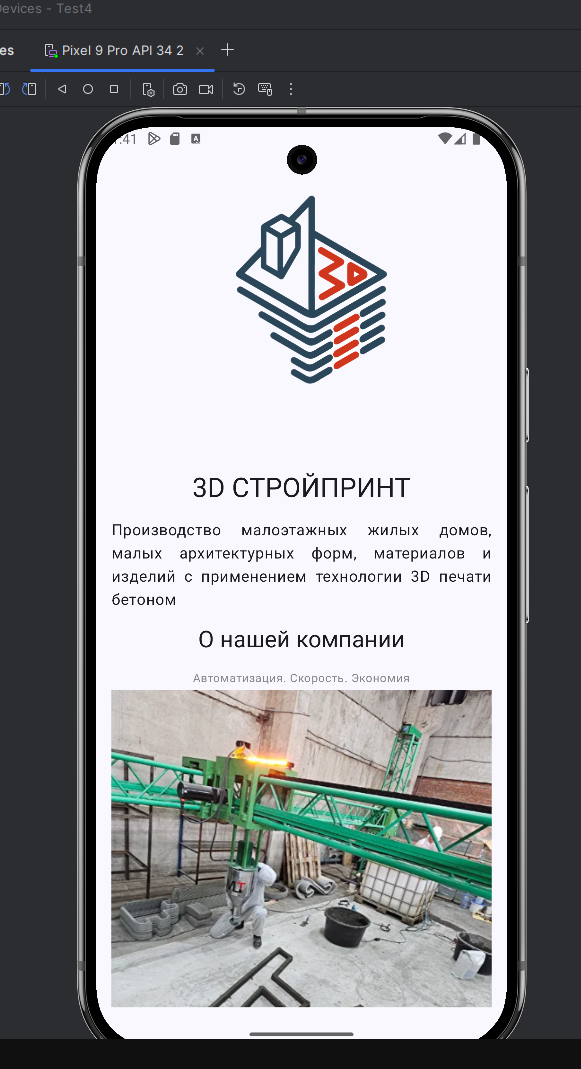 Devices - Test4
es
Pixel 9 Pro API 34 2
:41
A
3D
3D СТРОЙПРИНТ
Производство малоэтажных жилых домов,
малых архитектурных форм, материалов и
изделий с применением технологии 3D печати
бетоном
О нашей компании
Автоматизация. Скорость. Экономия